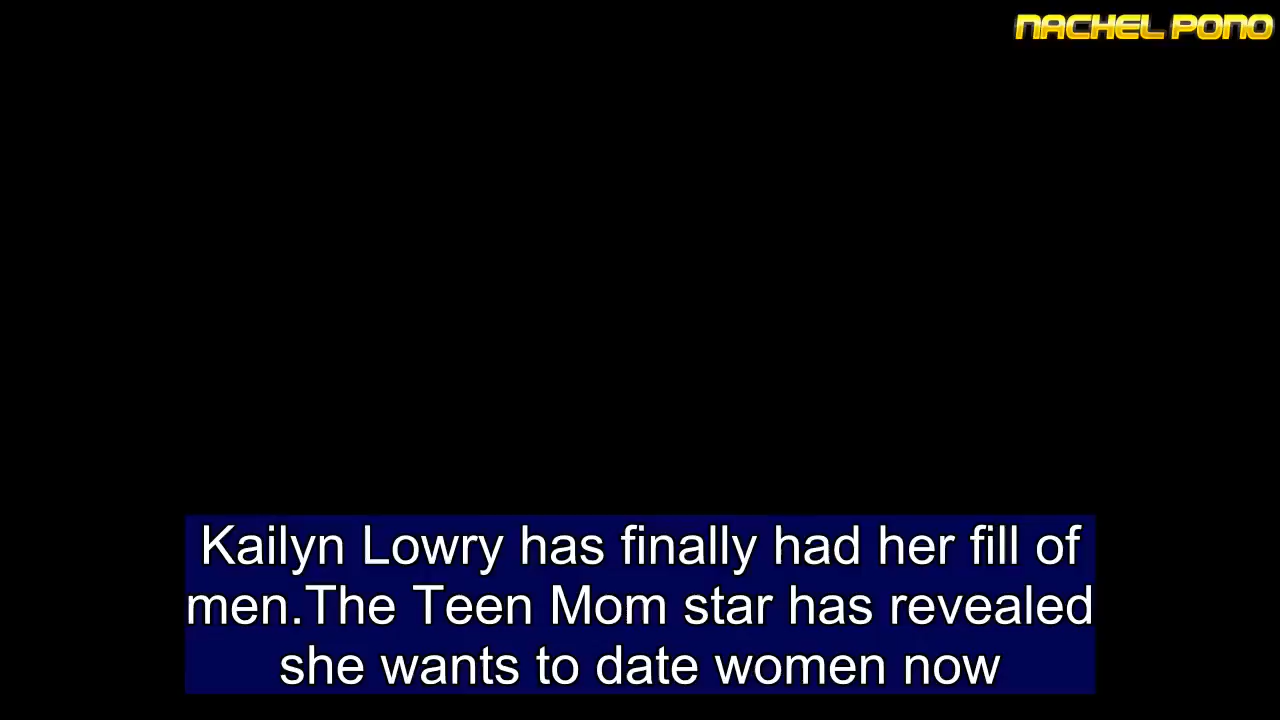 NACHEL PONO
Kailyn Lowry has finally had her fill of
men.The Teen Mom star has revealed
she wants to date women now